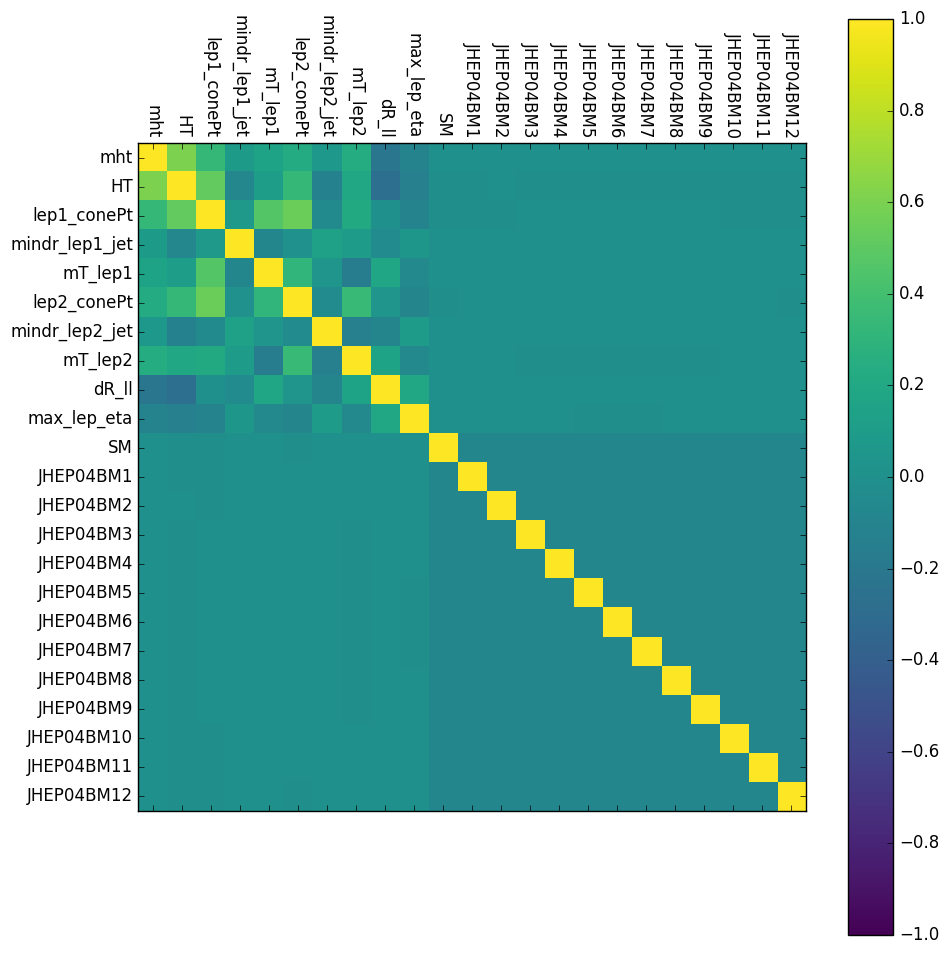 mht
HT
lep1_conePt
mindr_lep1_jet
mT_lep1
lep2_conePt
mindr_lep2_jet
mT_lep2
dR_ll
max_lep_eta
SM
JHEP04BM1
JHEP04BM2
JHEP04BM3
JHEP04BM4
JHEP04BM5
JHEP04BM6
JHEP04BM7
JHEP04BM8
JHEP04BM9
JHEP04BM10
JHEP04BM11
JHEP04BM12
mht
HT
lep1_conePt
mindr_lep1_jet
mT_lep1
lep2_conePt
mindr_lep2_jet
mT_lep2
dR_ll
max_lep_eta
SM
JHEP04BM1
JHEP04BM2
JHEP04BM3
JHEP04BM4
JHEP04BM5
JHEP04BM6
JHEP04BM7
JHEP04BM8
JHEP04BM9
JHEP04BM10
JHEP04BM11
JHEP04BM12
1.0
0.8
0.6
0.4
0.2
0.0
−0.2
−0.4
−0.6
−0.8
−1.0